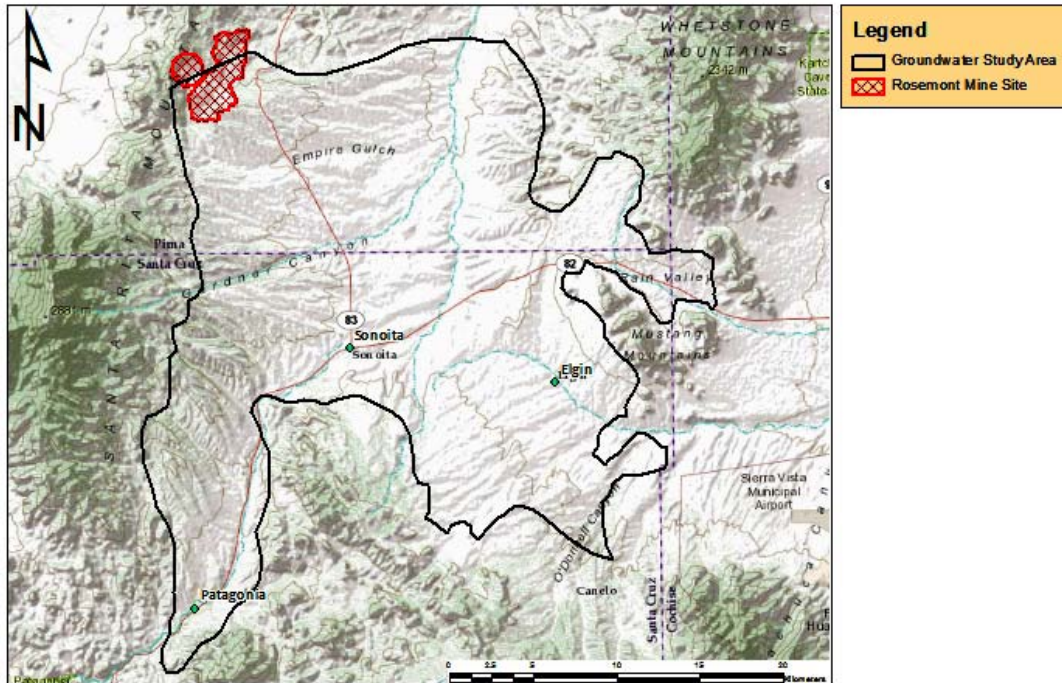 WHETSTONE
MOUNTAINS
2342 m
State
Legend
Groundwater Study Area
Rosemont Mine Site
N
Empire Gulch
Pima
Santa Cruz
Gardner Canyon
2881 m
SANTA RITA MOU
82
Rain Valley
83
Sonoita
Sonoita
Mustang
Mountains
Elgin
Sierra Vista
Municipal
Airport
O'Donnell Canyon
Canelo
Santa Cruz
Cochise
Patagonia
0 2.5 5 10 15 20
Kilometers